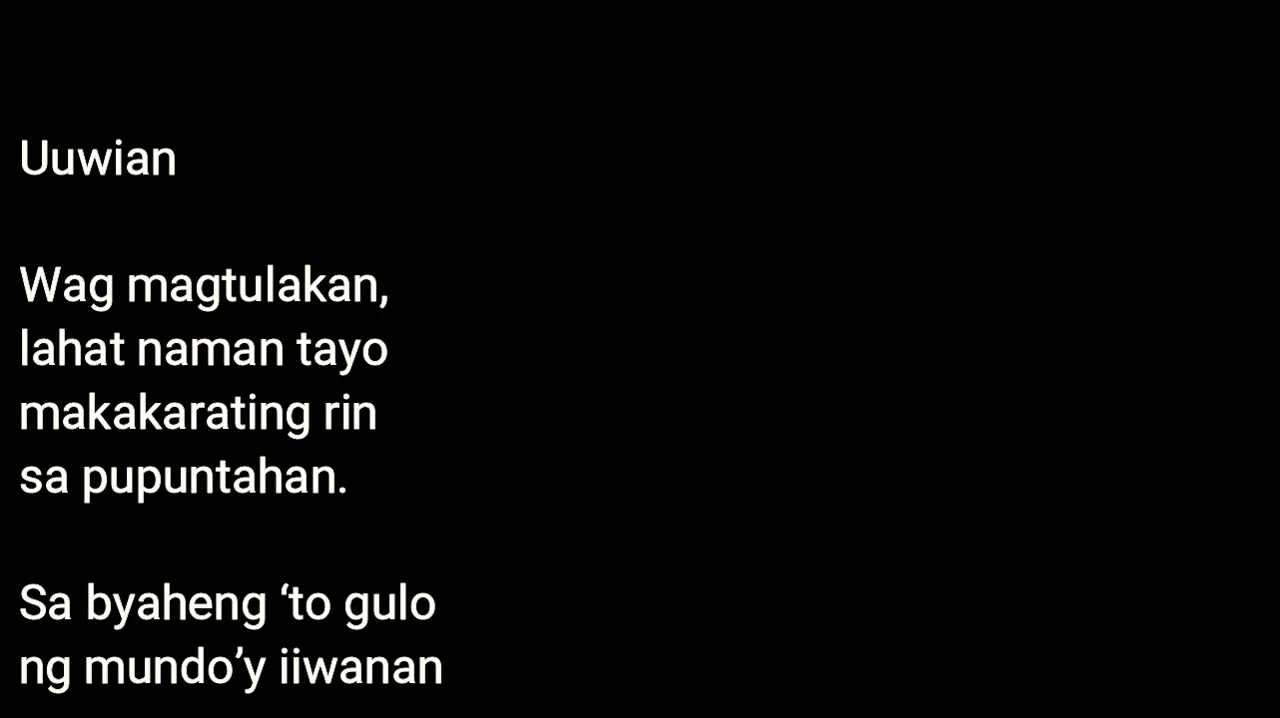 Uuwian
Wag magtulakan,
lahat naman tayo
makakarating rin
sa pupuntahan.
Sa byaheng ‘to gulo
ng mundo’y iiwanan